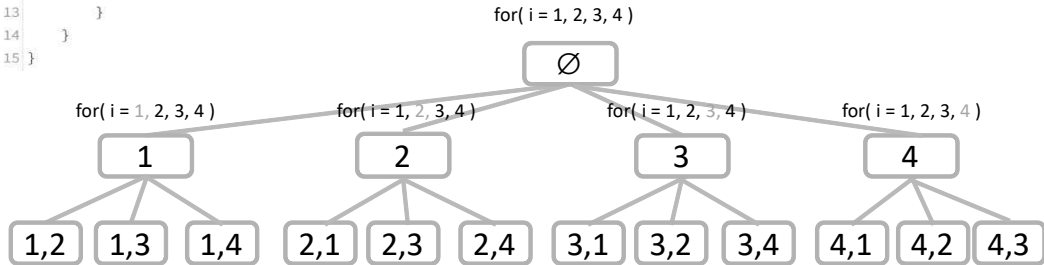 13 }
for( i = 1, 2, 3, 4 )
14 }
15 }
∅
for( i = 1, 2, 3, 4 ) for( i = 1, 2, 3, 4 ) for( i = 1, 2, 3, 4 ) for( i = 1, 2, 3, 4 )
1 2 3 4
1,2 1,3 1,4 2,1 2,3 2,4 3,1 3,2 3,4 4,1 4,2 4,3